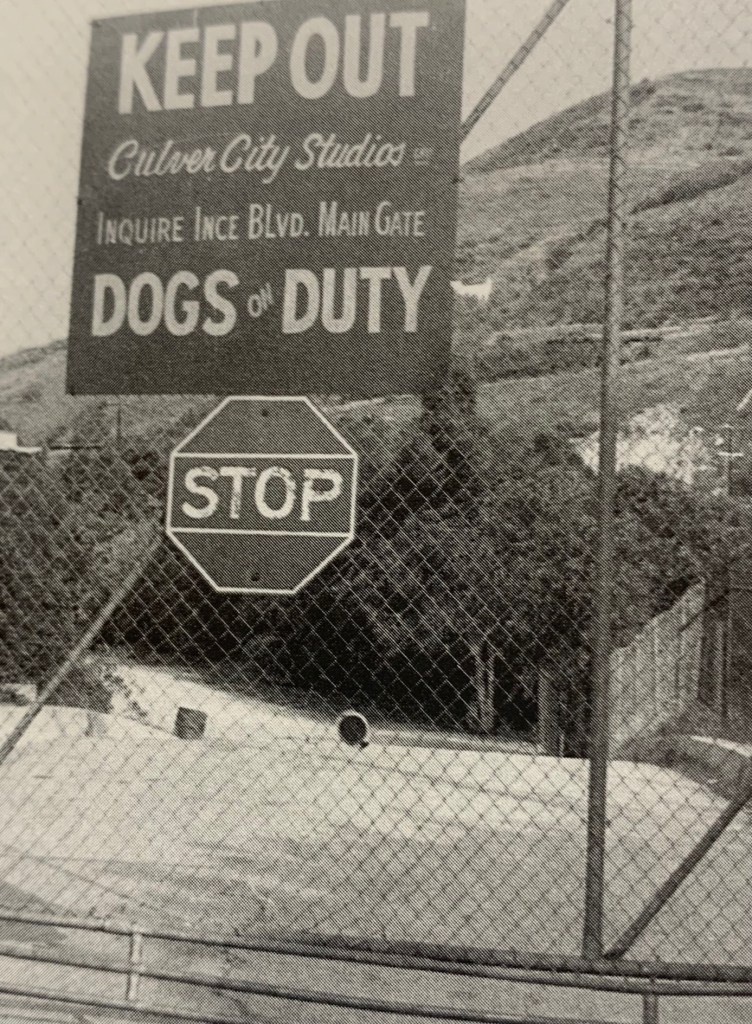 KEEP OUT
Culver City Studios
INQUIRE INCE BLVD. MAIN GATE
DOGS ON DUTY
STOP